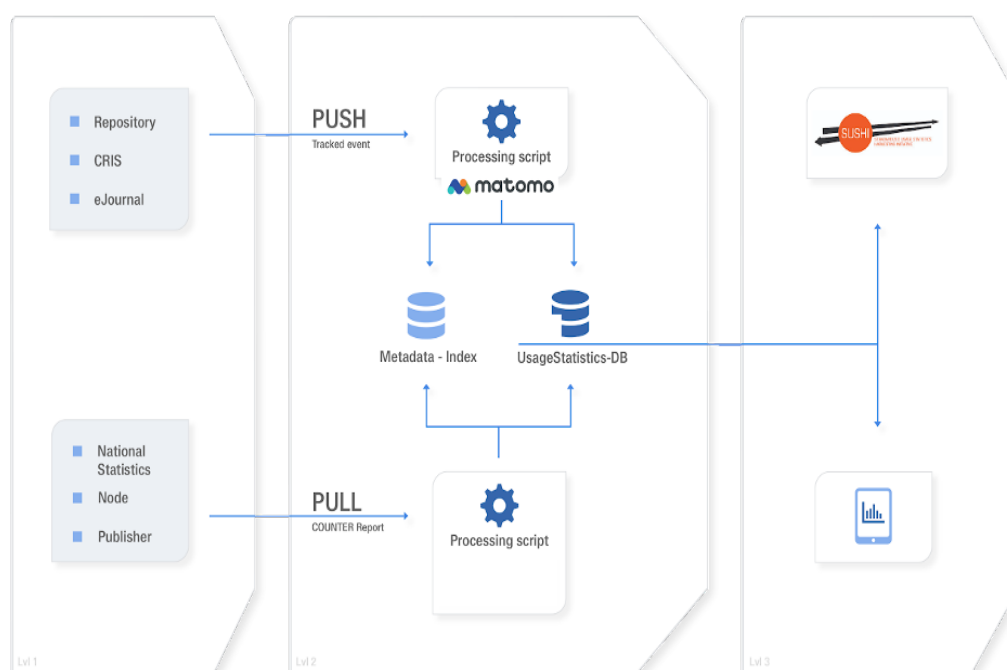 Repository
CRIS
eJournal
PUSH
Tracked event
Processing script
matomo
SUSHI
Metadata - Index
UsageStatistics-DB
National
Statistics
Node
Publisher
PULL
COUNTER Report
Processing script
Lvl 1
Lvl 2
Lvl 3